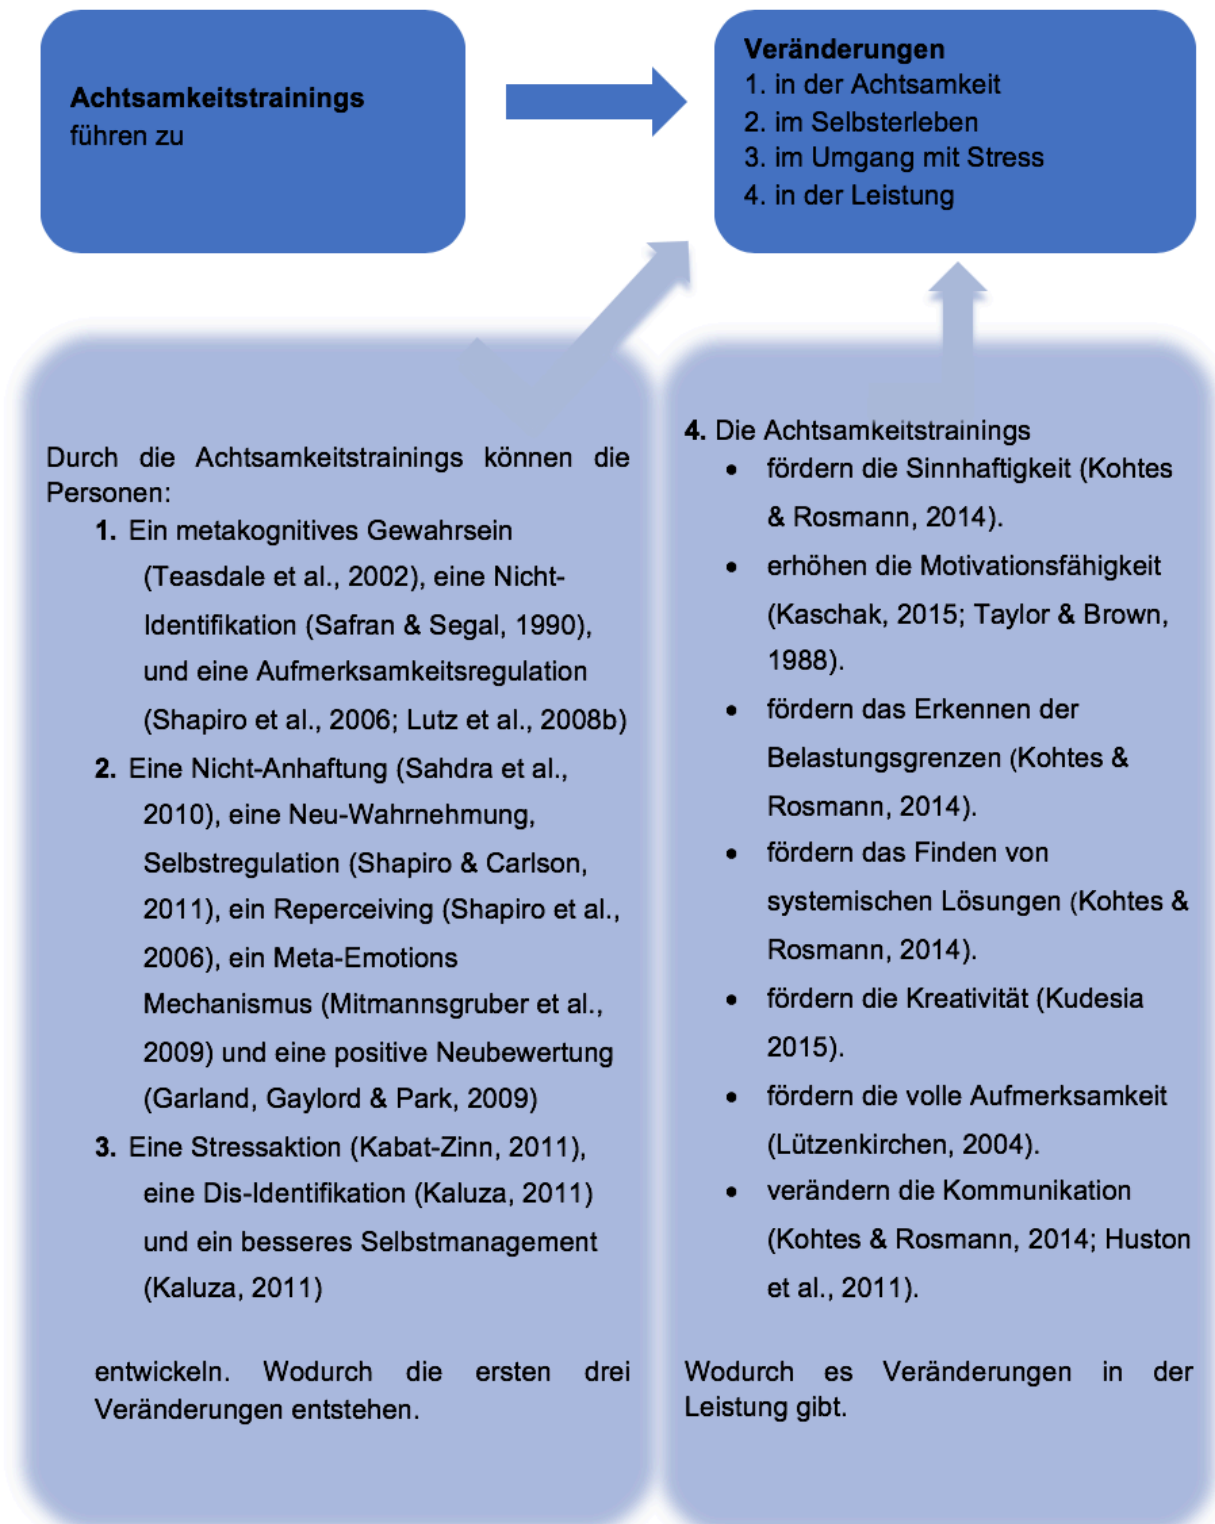 Achtsamkeitstrainings
führen zu
Veränderungen
1. in der Achtsamkeit
2. im Selbsterleben
3. im Umgang mit Stress
4. in der Leistung
Durch die Achtsamkeitstrainings können die
Personen:
1. Ein metakognitives Gewahrsein
(Teasdale et al., 2002), eine Nicht-
Identifikation (Safran & Segal, 1990),
und eine Aufmerksamkeitsregulation
(Shapiro et al., 2006; Lutz et al., 2008b)
2. Eine Nicht-Anhaftung (Sahdra et al.,
2010), eine Neu-Wahrnehmung,
Selbstregulation (Shapiro & Carlson,
2011), ein Reperceiving (Shapiro et al.,
2006), ein Meta-Emotions
Mechanismus (Mitmannsgruber et al.,
2009) und eine positive Neubewertung
(Garland, Gaylord & Park, 2009)
3. Eine Stressaktion (Kabat-Zinn, 2011),
eine Dis-Identifikation (Kaluza, 2011)
und ein besseres Selbstmanagement
(Kaluza, 2011)
entwickeln. Wodurch die ersten drei
Veränderungen entstehen.
4. Die Achtsamkeitstrainings
• fördern die Sinnhaftigkeit (Kohtes
& Rosmann, 2014).
• erhöhen die Motivationsfähigkeit
(Kaschak, 2015; Taylor & Brown,
1988).
• fördern das Erkennen der
Belastungsgrenzen (Kohtes &
Rosmann, 2014).
• fördern das Finden von
systemischen Lösungen (Kohtes &
Rosmann, 2014).
• fördern die Kreativität (Kudesia
2015).
• fördern die volle Aufmerksamkeit
(Lützenkirchen, 2004).
• verändern die Kommunikation
(Kohtes & Rosmann, 2014; Huston
et al., 2011).
Wodurch es Veränderungen in der
Leistung gibt.